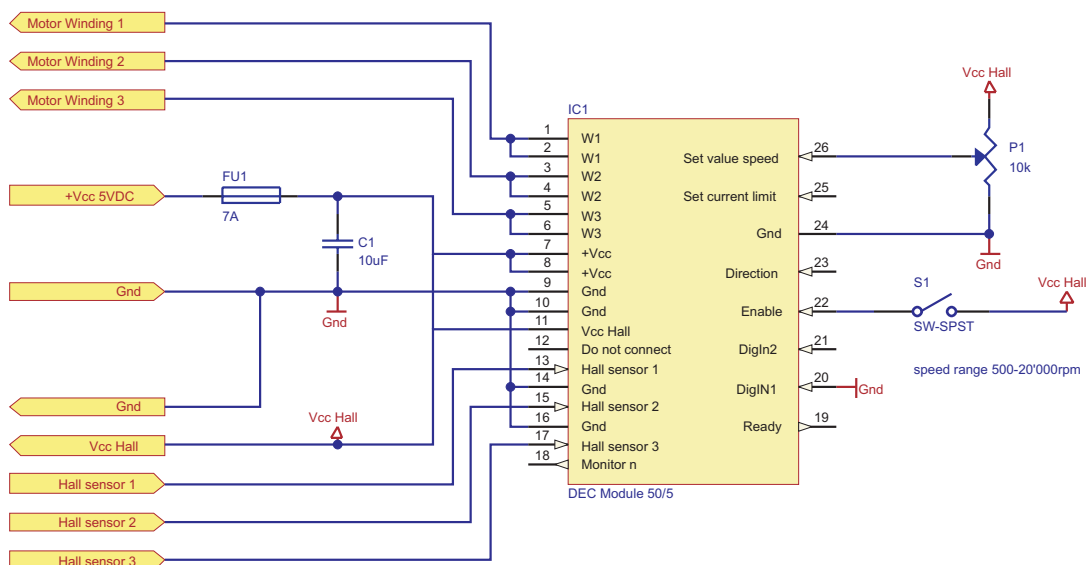 Motor Winding 1
Motor Winding 2
Motor Winding 3
+Vcc 5VDC
FU1
7A
C1
10uF
Gnd
Gnd
Gnd
Vcc Hall
Vcc Hall
Hall sensor 1
Hall sensor 2
Hall sensor 3
IC1
1 W1
2 W1
3 W2
4 W2
5 W3
6 W3
7 +Vcc
8 +Vcc
9 Gnd
10 Gnd
11 Vcc Hall
12 Do not connect
13 Hall sensor 1
14 Gnd
15 Hall sensor 2
16 Gnd
17 Hall sensor 3
18 Monitor n
Set value speed 26
Set current limit 25
Gnd 24
Direction 23
Enable 22
DigIn2 21
DigIN1 20
Ready 19
DEC Module 50/5
Vcc Hall
P1
10k
Gnd
S1
SW-SPST
Vcc Hall
speed range 500-20'000rpm
Gnd